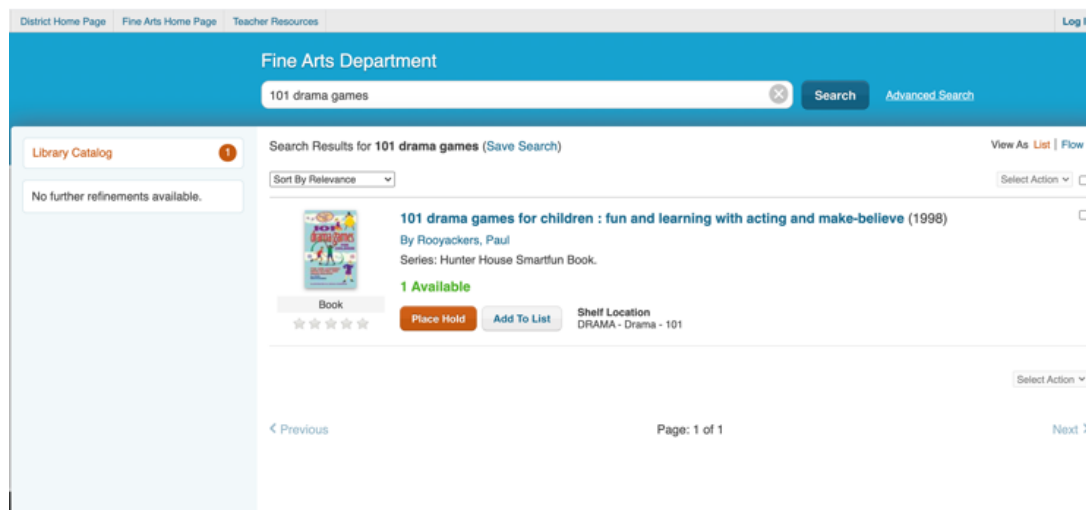 District Home Page Fine Arts Home Page Teacher Resources
Fine Arts Department
101 drama games
Search
Advanced Search
Library Catalog 1
No further refinements available.
Search Results for 101 drama games (Save Search)
View As List | Flow
Sort By Relevance
Select Action
101 drama games
101 drama games for children : fun and learning with acting and make-believe (1998)
By Rooyackers, Paul
Series: Hunter House Smartfun Book.
1 Available
Book
Place Hold
Add To List
Shelf Location
DRAMA - Drama - 101
Select Action
Previous
Page: 1 of 1
Next